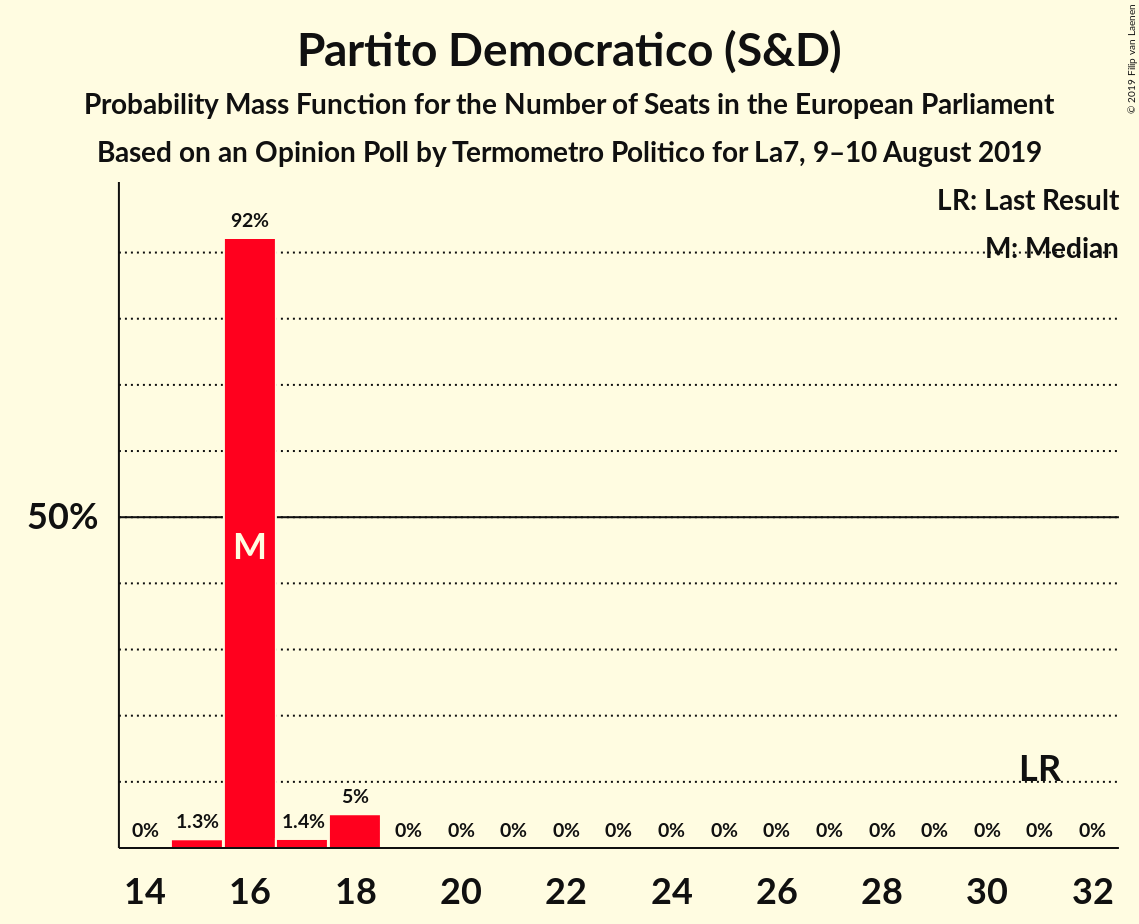 Partito Democratico (S&D)
Probability Mass Function for the Number of Seats in the European Parliament
Based on an Opinion Poll by Termometro Politico for La7, 9–10 August 2019
© 2019 Filip van Laenen
LR: Last Result
M: Median
92%
50%
M
LR
0% 1.3% 1.4% 5% 0% 0% 0% 0% 0% 0% 0% 0% 0% 0% 0% 0% 0% 0%
14 16 18 20 22 24 26 28 30 32